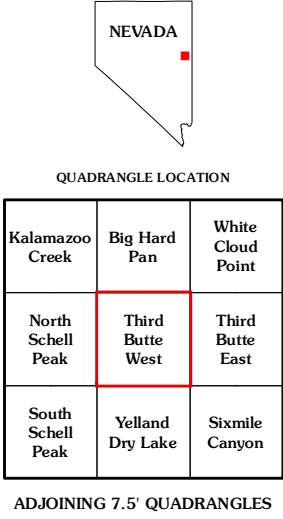 NEVADA
QUADRANGLE LOCATION
Kalamazoo
Creek
Big Hard
Pan
White
Cloud
Point
North
Schell
Peak
Third
Butte
West
Third
Butte
East
South
Schell
Peak
Yelland
Dry Lake
Sixmile
Canyon
ADJOINING 7.5' QUADRANGLES